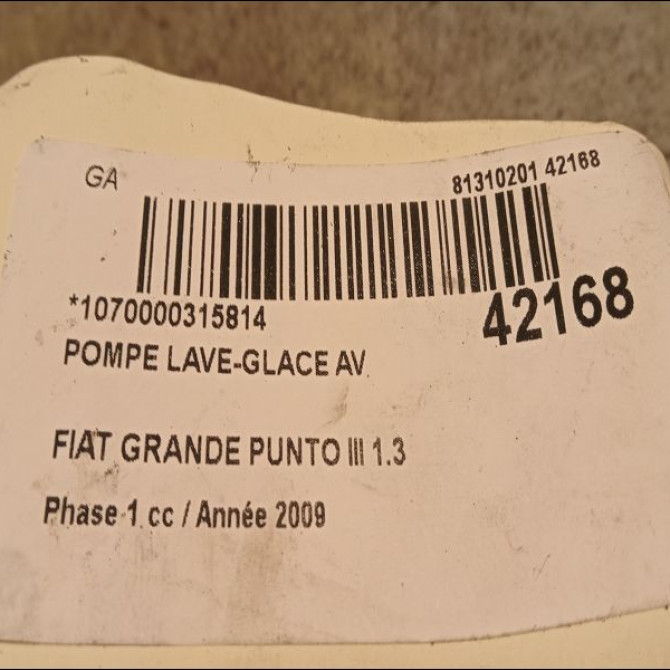 GA 81310201 42168
*1070000315814 42168
POMPE LAVE-GLACE AV
FIAT GRANDE PUNTO III 1.3
Phase 1 cc / Année 2009